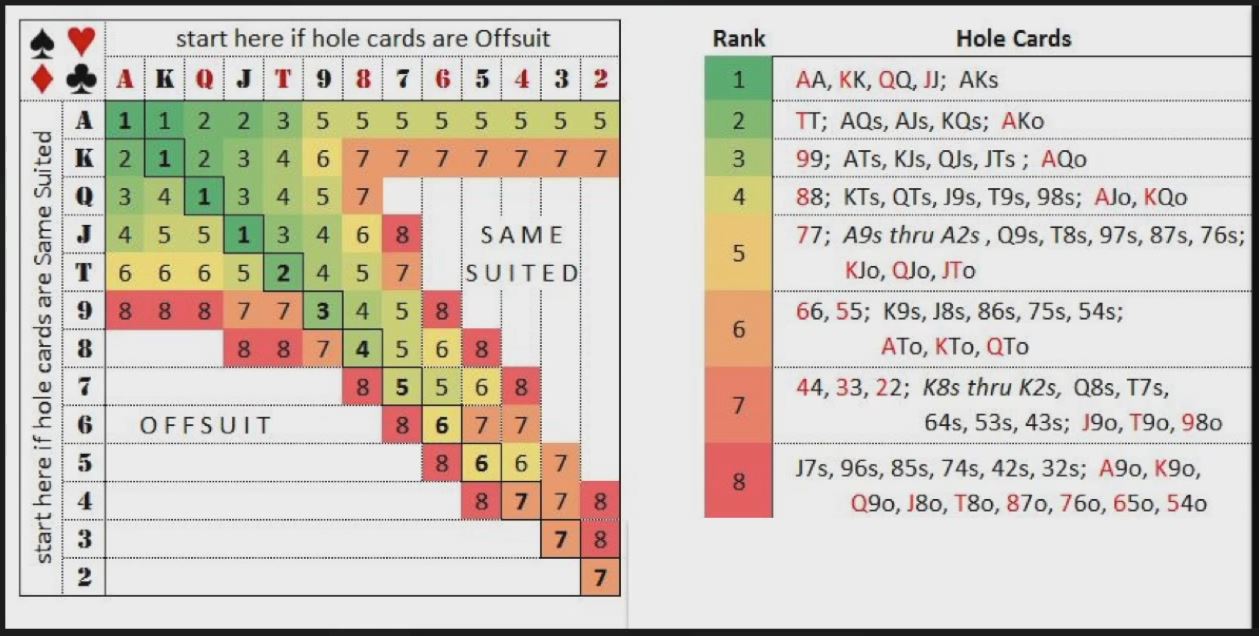 start here if hole cards are Offsuit
start here if hole cards are Same Suited
A K Q J T 9 8 7 6 5 4 3 2
A 1 1 2 2 3 5 5 5 5 5 5 5 5
K 2 1 2 3 4 6 7 7 7 7 7 7 7
Q 3 4 1 3 4 5 7
J 4 5 5 1 3 4 6 8 SAME
T 6 6 6 5 2 4 5 7 SUITED
9 8 8 8 7 7 3 4 5 8
8 8 8 7 4 5 6 8
7 8 5 5 6 8
6 OFFSUIT 8 6 7 7
5 8 6 6 7
4 8 7 7 8
3 7 8
2 7
Rank Hole Cards
1 AA, KK, QQ, JJ; AKs
2 TT; AQs, AJs, KQs; AKo
3 99; ATs, KJs, QJs, JTs ; AQo
4 88; KTs, QTs, J9s, T9s, 98s; AJo, KQo
5 77; A9s thru A2s , Q9s, T8s, 97s, 87s, 76s;
KJo, QJo, JTo
6 66, 55; K9s, J8s, 86s, 75s, 54s;
ATo, KTo, QTo
7 44, 33, 22; K8s thru K2s, Q8s, T7s,
64s, 53s, 43s; J9o, T9o, 98o
8 J7s, 96s, 85s, 74s, 42s, 32s; A9o, K9o,
Q9o, J8o, T8o, 87o, 76o, 65o, 54o